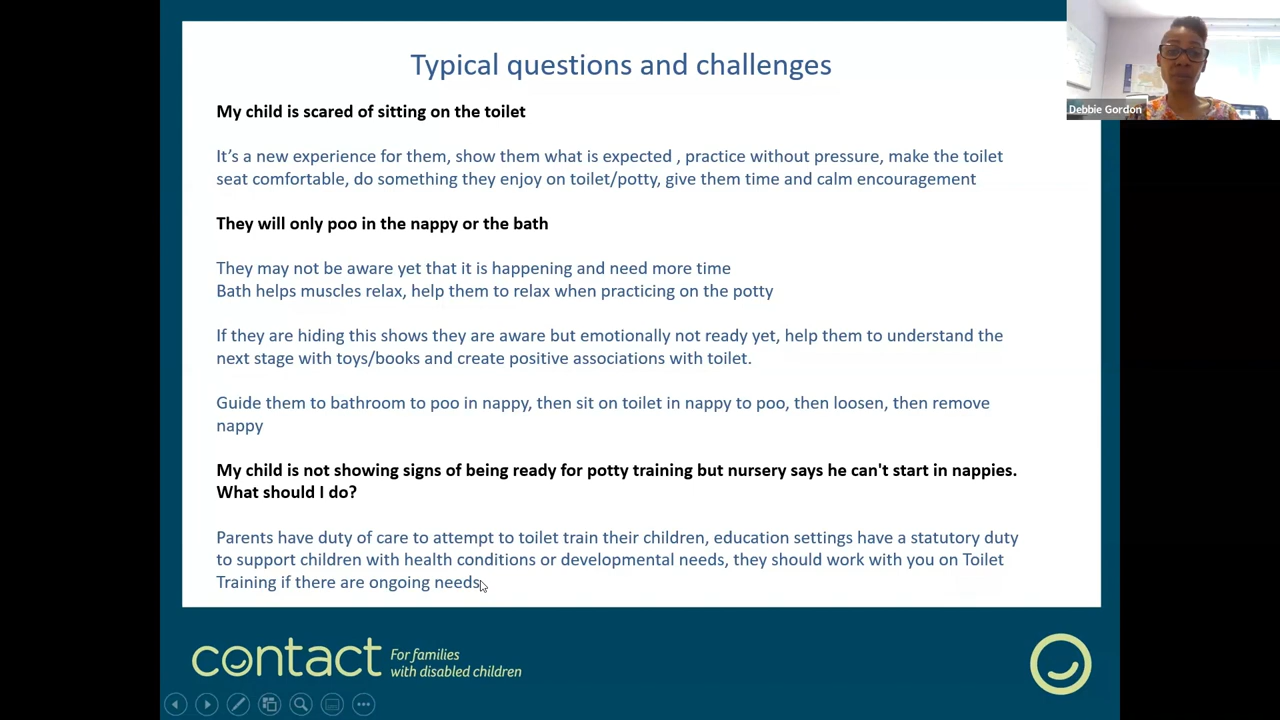 Typical questions and challenges
Debbie Gordon
My child is scared of sitting on the toilet
It's a new experience for them, show them what is expected , practice without pressure, make the toilet
seat comfortable, do something they enjoy on toilet/potty, give them time and calm encouragement
They will only poo in the nappy or the bath
They may not be aware yet that it is happening and need more time
Bath helps muscles relax, help them to relax when practicing on the potty
If they are hiding this shows they are aware but emotionally not ready yet, help them to understand the
next stage with toys/books and create positive associations with toilet.
Guide them to bathroom to poo in nappy, then sit on toilet in nappy to poo, then loosen, then remove
nappy
My child is not showing signs of being ready for potty training but nursery says he can't start in nappies.
What should I do?
Parents have duty of care to attempt to toilet train their children, education settings have a statutory duty
to support children with health conditions or developmental needs, they should work with you on Toilet
Training if there are ongoing needs
contact
For families
with disabled children